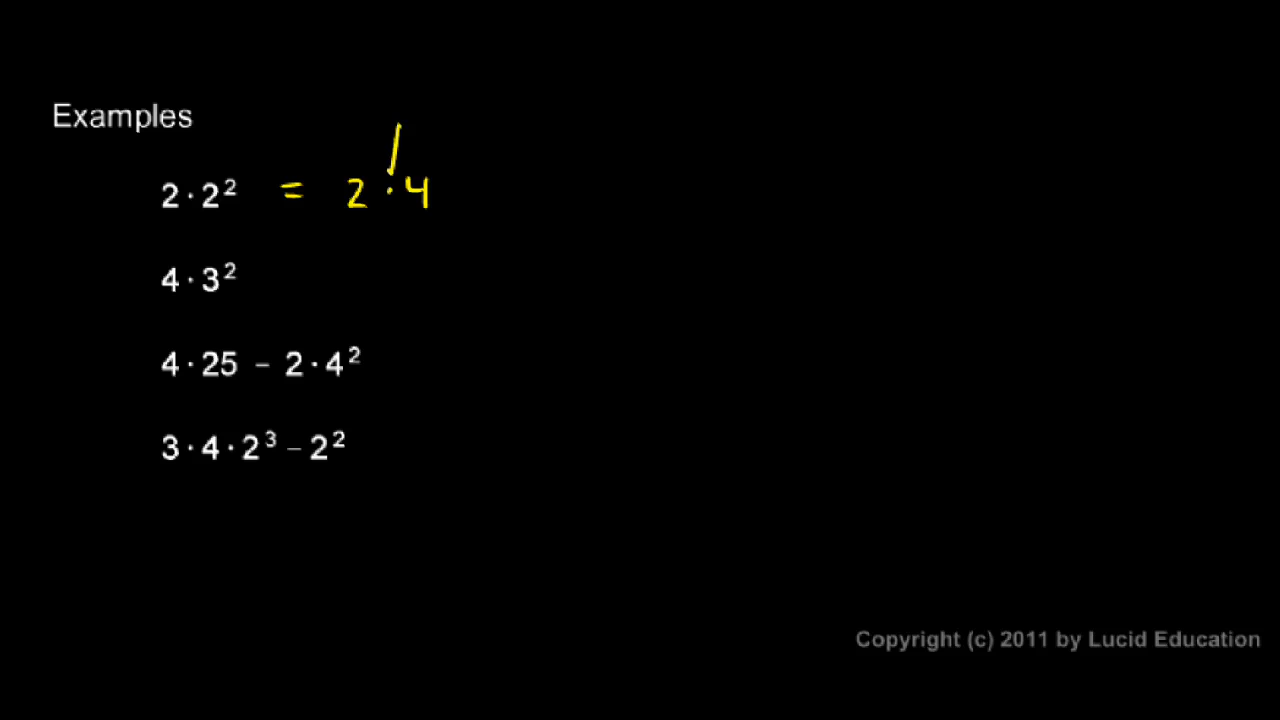 Examples
2 · 2² = 2 · 4
4 · 3²
4 · 25 – 2 · 4²
3 · 4 · 2³ – 2²
Copyright (c) 2011 by Lucid Education